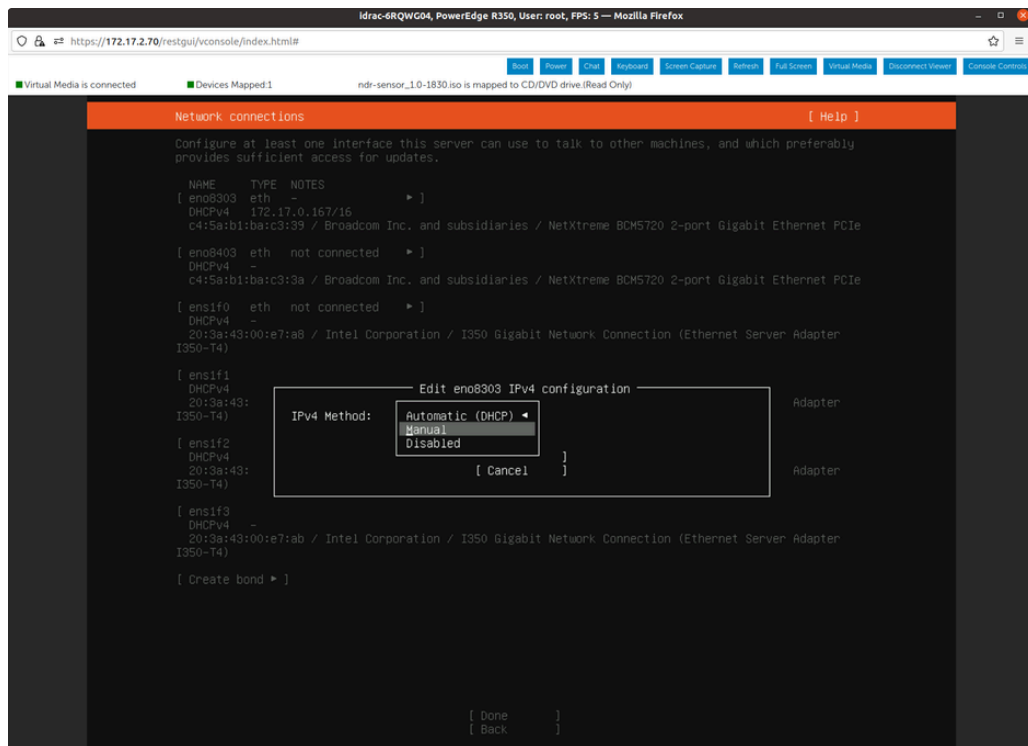 idrac-6RQWG04, PowerEdge R350, User: root, FPS: 5 — Mozilla Firefox
https://172.17.2.70/restgui/vconsole/index.html#
Boot Power Chat Keyboard Screen Capture Refresh Full Screen Virtual Media Disconnect Viewer Console Controls
Virtual Media is connected Devices Mapped:1 ndr-sensor_1.0-1830.iso is mapped to CD/DVD drive.(Read Only)
Network connections [ Help ]
Configure at least one interface this server can use to talk to other machines, and which preferably
provides sufficient access for updates.
NAME TYPE NOTES
[ eno8303 eth - ▸ ]
DHCPv4 172.17.0.167/16
c4:5a:b1:ba:c3:39 / Broadcom Inc. and subsidiaries / NetXtreme BCM5720 2-port Gigabit Ethernet PCIe
[ eno8403 eth not connected ▸ ]
DHCPv4 -
c4:5a:b1:ba:c3:3a / Broadcom Inc. and subsidiaries / NetXtreme BCM5720 2-port Gigabit Ethernet PCIe
[ ens1f0 eth not connected ▸ ]
DHCPv4 -
20:3a:43:00:e7:a8 / Intel Corporation / I350 Gigabit Network Connection (Ethernet Server Adapter
I350-T4)
[ ens1f1
DHCPv4
20:3a:43: Adapter
I350-T4)
Edit eno8303 IPv4 configuration
IPv4 Method: Automatic (DHCP) ◂
Manual
Disabled
]
[ Cancel ]
[ ens1f2
DHCPv4
20:3a:43: Adapter
I350-T4)
[ ens1f3
DHCPv4 -
20:3a:43:00:e7:ab / Intel Corporation / I350 Gigabit Network Connection (Ethernet Server Adapter
I350-T4)
[ Create bond ▸ ]
[ Done ]
[ Back ]